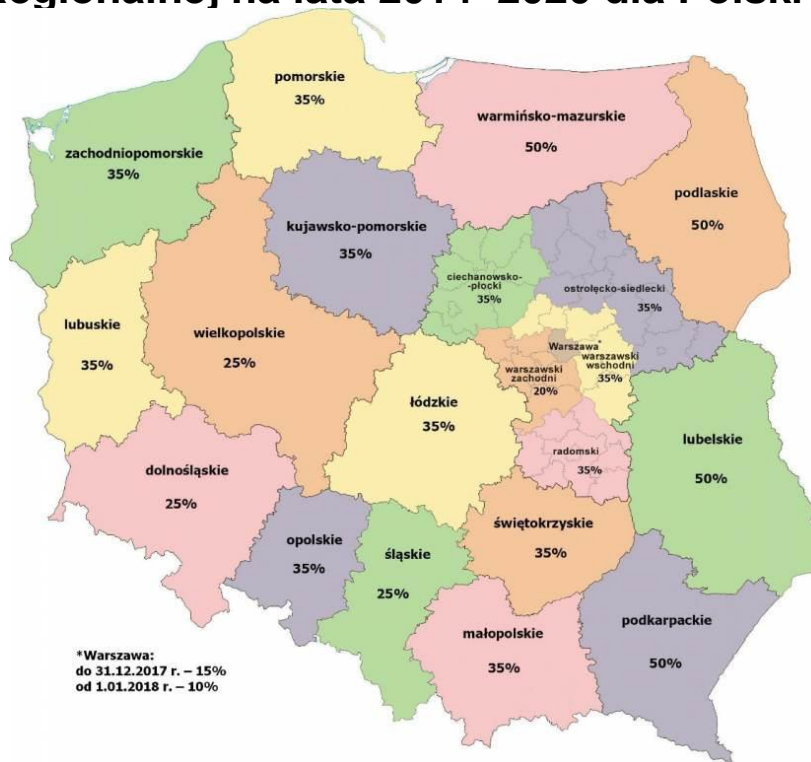 Regionalnej na lata 2014-2020 dla Polski
pomorskie
35%
warmińsko-mazurskie
50%
zachodniopomorskie
35%
podlaskie
50%
kujawsko-pomorskie
35%
ciechanowsko-
-płocki
35%
ostrołęcko-siedlecki
35%
lubuskie
35%
wielkopolskie
25%
Warszawa*
warszawski
wschodni
35%
warszawski
zachodni
20%
łódzkie
35%
lubelskie
50%
radomski
35%
dolnośląskie
25%
opolskie
35%
śląskie
25%
świętokrzyskie
35%
małopolskie
35%
podkarpackie
50%
*Warszawa:
do 31.12.2017 r. – 15%
od 1.01.2018 r. – 10%